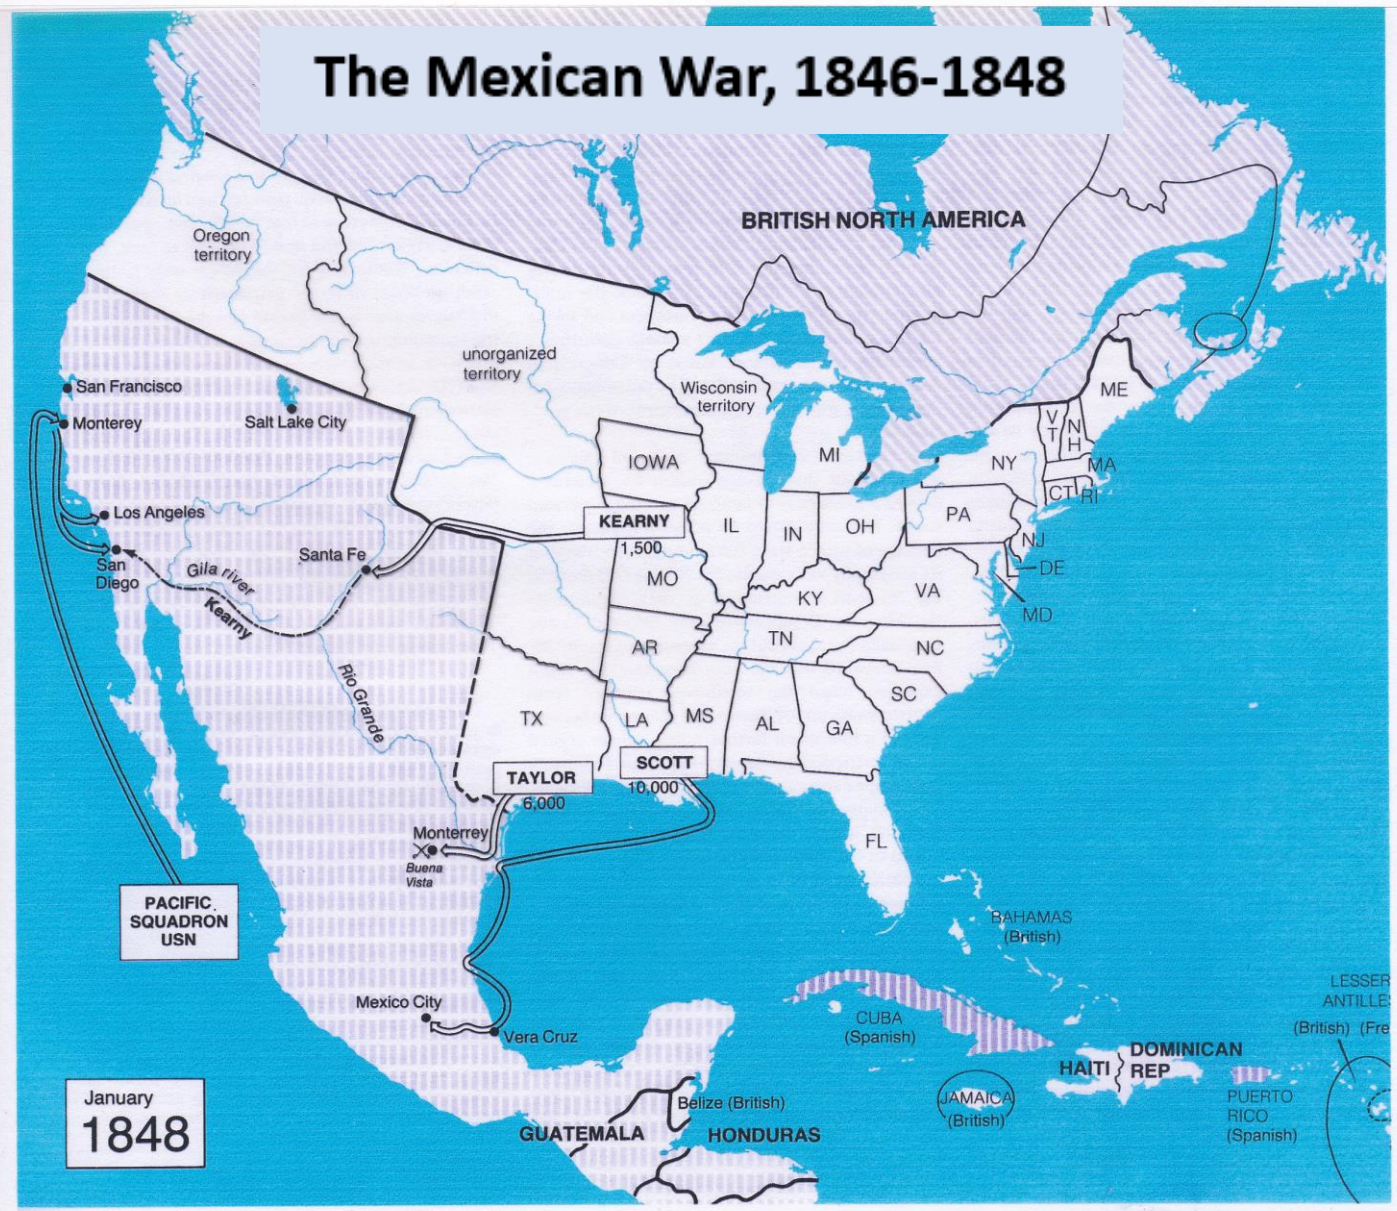 The Mexican War, 1846-1848
BRITISH NORTH AMERICA
Oregon
territory
unorganized
territory
Wisconsin
territory
ME
San Francisco
Monterey
Salt Lake City
V
T
N
H
IOWA
MI
NY
MA
CT
RI
Los Angeles
KEARNY
1,500
IL
IN
OH
PA
NJ
Santa Fe
San
Diego
Gila river
Kearny
MO
KY
VA
DE
MD
AR
TN
NC
Rio Grande
TX
LA
MS
AL
GA
SC
TAYLOR
6,000
SCOTT
10,000
Monterrey
Buena
Vista
FL
PACIFIC
SQUADRON
USN
BAHAMAS
(British)
Mexico City
Vera Cruz
CUBA
(Spanish)
LESSER
ANTILLE
(British) (Fre
HAITI
DOMINICAN
REP
January
1848
Belize (British)
JAMAICA
(British)
PUERTO
RICO
(Spanish)
GUATEMALA
HONDURAS